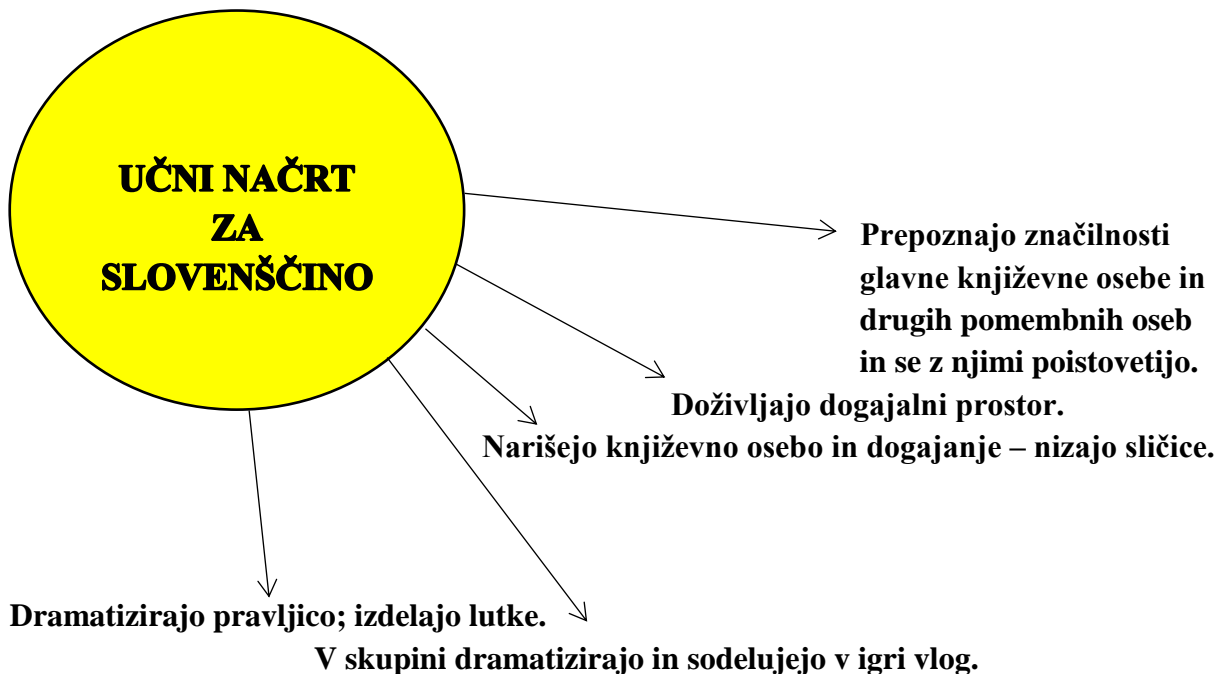 UČNI NAČRT
ZA
SLOVENŠČINO
Prepoznajo značilnosti
glavne književne osebe in
drugih pomembnih oseb
in se z njimi poistovetijo.
Doživljajo dogajalni prostor.
Narišejo književno osebo in dogajanje – nizajo sličice.
Dramatizirajo pravljico; izdelajo lutke.
V skupini dramatizirajo in sodelujejo v igri vlog.